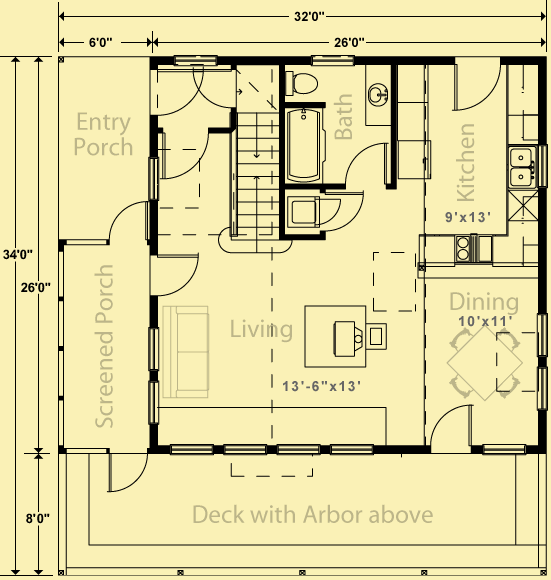 32'0"
6'0"
26'0"
Entry
Porch
Bath
Kitchen
9'x13'
34'0"
26'0"
Screened Porch
Living
13'-6"x13'
Dining
10'x11'
8'0"
Deck with Arbor above